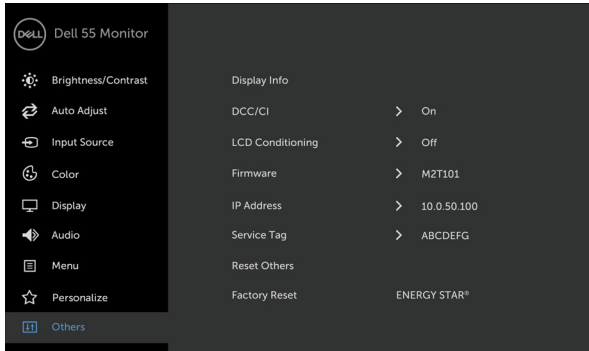 DELL Dell 55 Monitor
Brightness/Contrast
Auto Adjust
Input Source
Color
Display
Audio
Menu
Personalize
Others
Display Info
DCC/CI > On
LCD Conditioning > Off
Firmware > M2T101
IP Address > 10.0.50.100
Service Tag > ABCDEFG
Reset Others
Factory Reset ENERGY STAR®